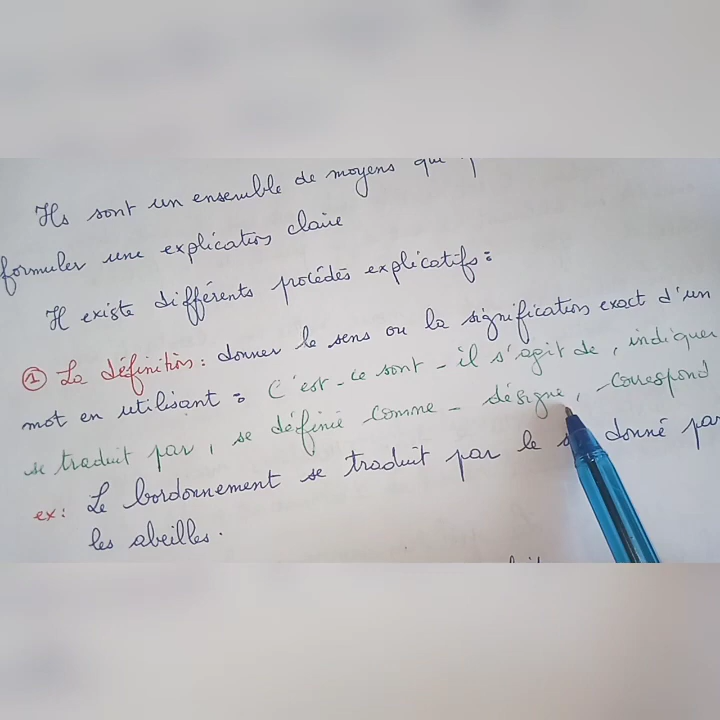 Ils sont un ensemble de moyens qui
formuler une explication claire
Il existe différents procédés explicatifs :
① La définition : donner le sens ou la signification exact d'un
mot en utilisant : C'est - ce sont - il s'agit de, indiquer
se traduit par, se définie comme - désigne, - correspond
ex : Le bordonnement se traduit par le donné par
les abeilles.